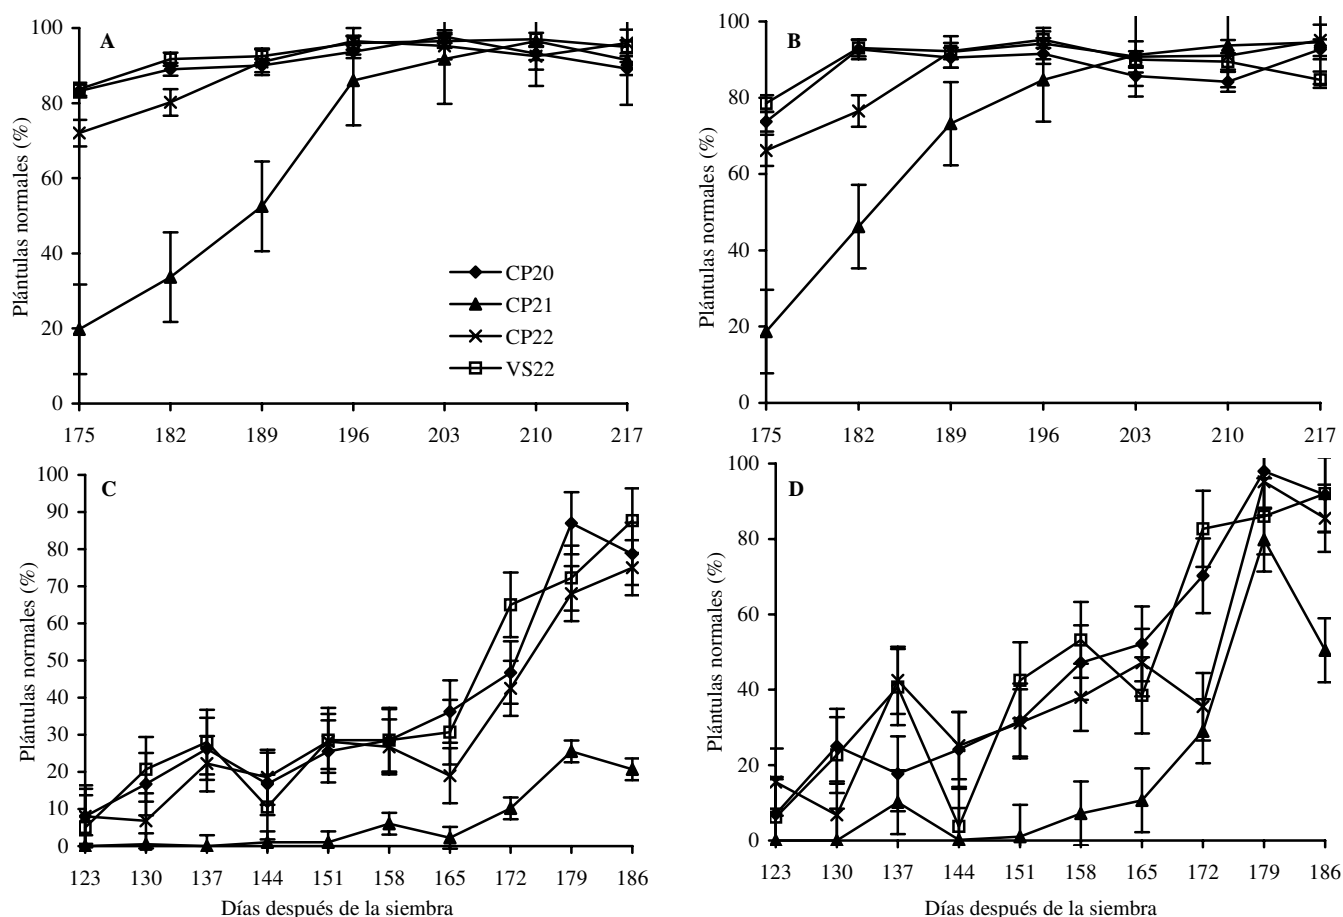 A
Plántulas normales (%)
100
80
60
40
20
0
175 182 189 196 203 210 217
CP20
CP21
CP22
VS22
B
Plántulas normales (%)
100
80
60
40
20
0
175 182 189 196 203 210 217
C
Plántulas normales (%)
100
90
80
70
60
50
40
30
20
10
0
123 130 137 144 151 158 165 172 179 186
Días después de la siembra
D
Plántulas normales (%)
100
80
60
40
20
0
123 130 137 144 151 158 165 172 179 186
Días después de la siembra